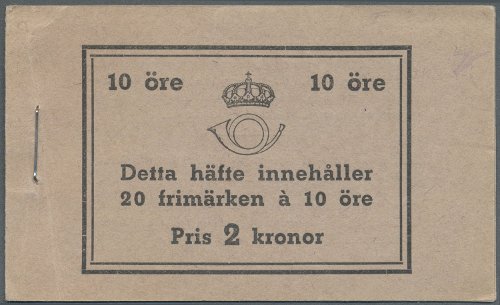 10 öre 10 öre
Detta häfte innehåller
20 frimärken à 10 öre
Pris 2 kronor